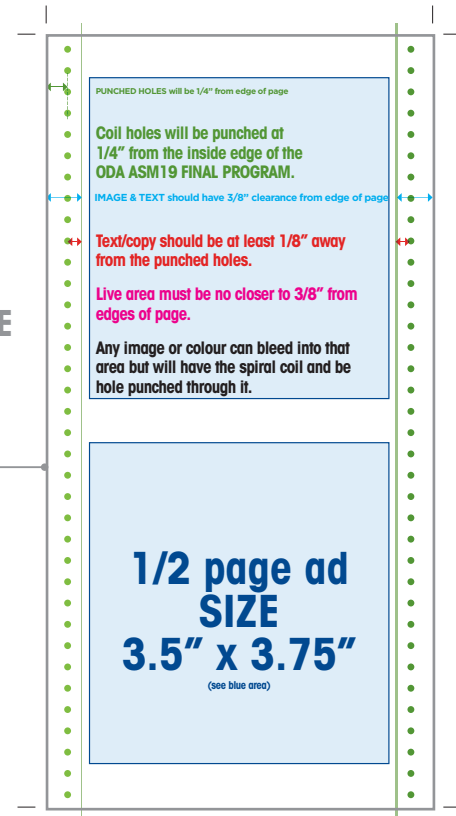 PUNCHED HOLES will be 1/4” from edge of page
Coil holes will be punched at
1/4” from the inside edge of the
ODA ASM19 FINAL PROGRAM.
IMAGE & TEXT should have 3/8” clearance from edge of page
Text/copy should be at least 1/8” away
from the punched holes.
Live area must be no closer to 3/8” from
edges of page.
E
Any image or colour can bleed into that
area but will have the spiral coil and be
hole punched through it.
1/2 page ad
SIZE
3.5” x 3.75”
(see blue area)